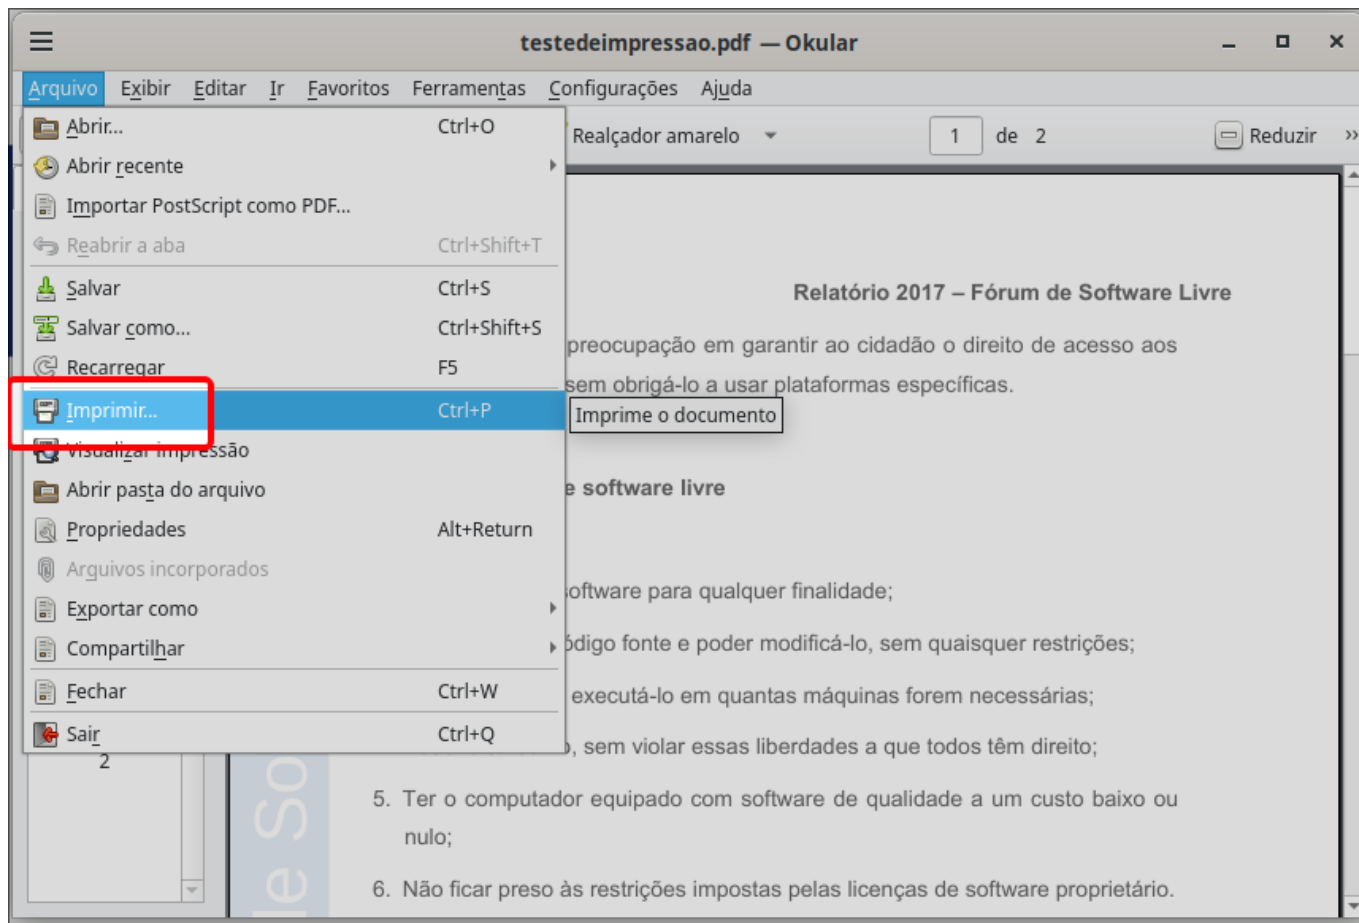 testedeimpressao.pdf — Okular
Arquivo Exibir Editar Ir Favoritos Ferramentas Configurações Ajuda
Realçador amarelo 1 de 2 Reduzir
Abrir... Ctrl+O
Abrir recente
Importar PostScript como PDF...
Reabrir a aba Ctrl+Shift+T
Salvar Ctrl+S
Salvar como... Ctrl+Shift+S
Recarregar F5
Imprimir... Ctrl+P
Imprime o documento
Visualizar impressão
Abrir pasta do arquivo
Propriedades Alt+Return
Arquivos incorporados
Exportar como
Compartilhar
Fechar Ctrl+W
Sair Ctrl+Q
2
Relatório 2017 – Fórum de Software Livre
preocupação em garantir ao cidadão o direito de acesso aos
sem obrigá-lo a usar plataformas específicas.
e software livre
software para qualquer finalidade;
ódigo fonte e poder modificá-lo, sem quaisquer restrições;
executá-lo em quantas máquinas forem necessárias;
, sem violar essas liberdades a que todos têm direito;
5. Ter o computador equipado com software de qualidade a um custo baixo ou
nulo;
6. Não ficar preso às restrições impostas pelas licenças de software proprietário.
de So